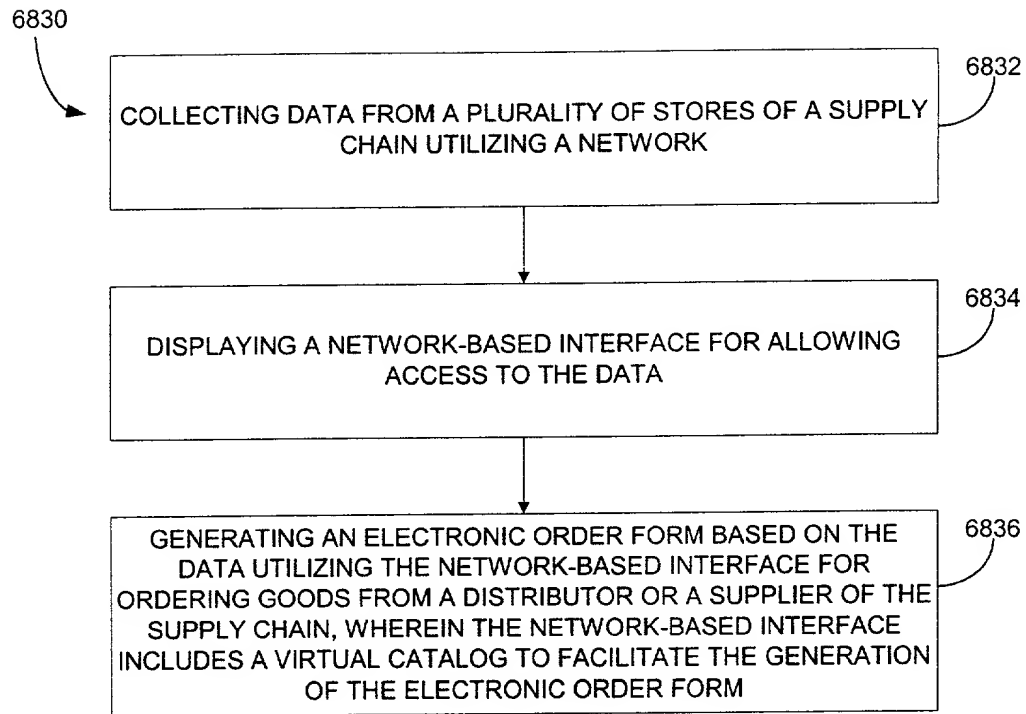 6830
6832
COLLECTING DATA FROM A PLURALITY OF STORES OF A SUPPLY
CHAIN UTILIZING A NETWORK
6834
DISPLAYING A NETWORK-BASED INTERFACE FOR ALLOWING
ACCESS TO THE DATA
6836
GENERATING AN ELECTRONIC ORDER FORM BASED ON THE
DATA UTILIZING THE NETWORK-BASED INTERFACE FOR
ORDERING GOODS FROM A DISTRIBUTOR OR A SUPPLIER OF THE
SUPPLY CHAIN, WHEREIN THE NETWORK-BASED INTERFACE
INCLUDES A VIRTUAL CATALOG TO FACILITATE THE GENERATION
OF THE ELECTRONIC ORDER FORM